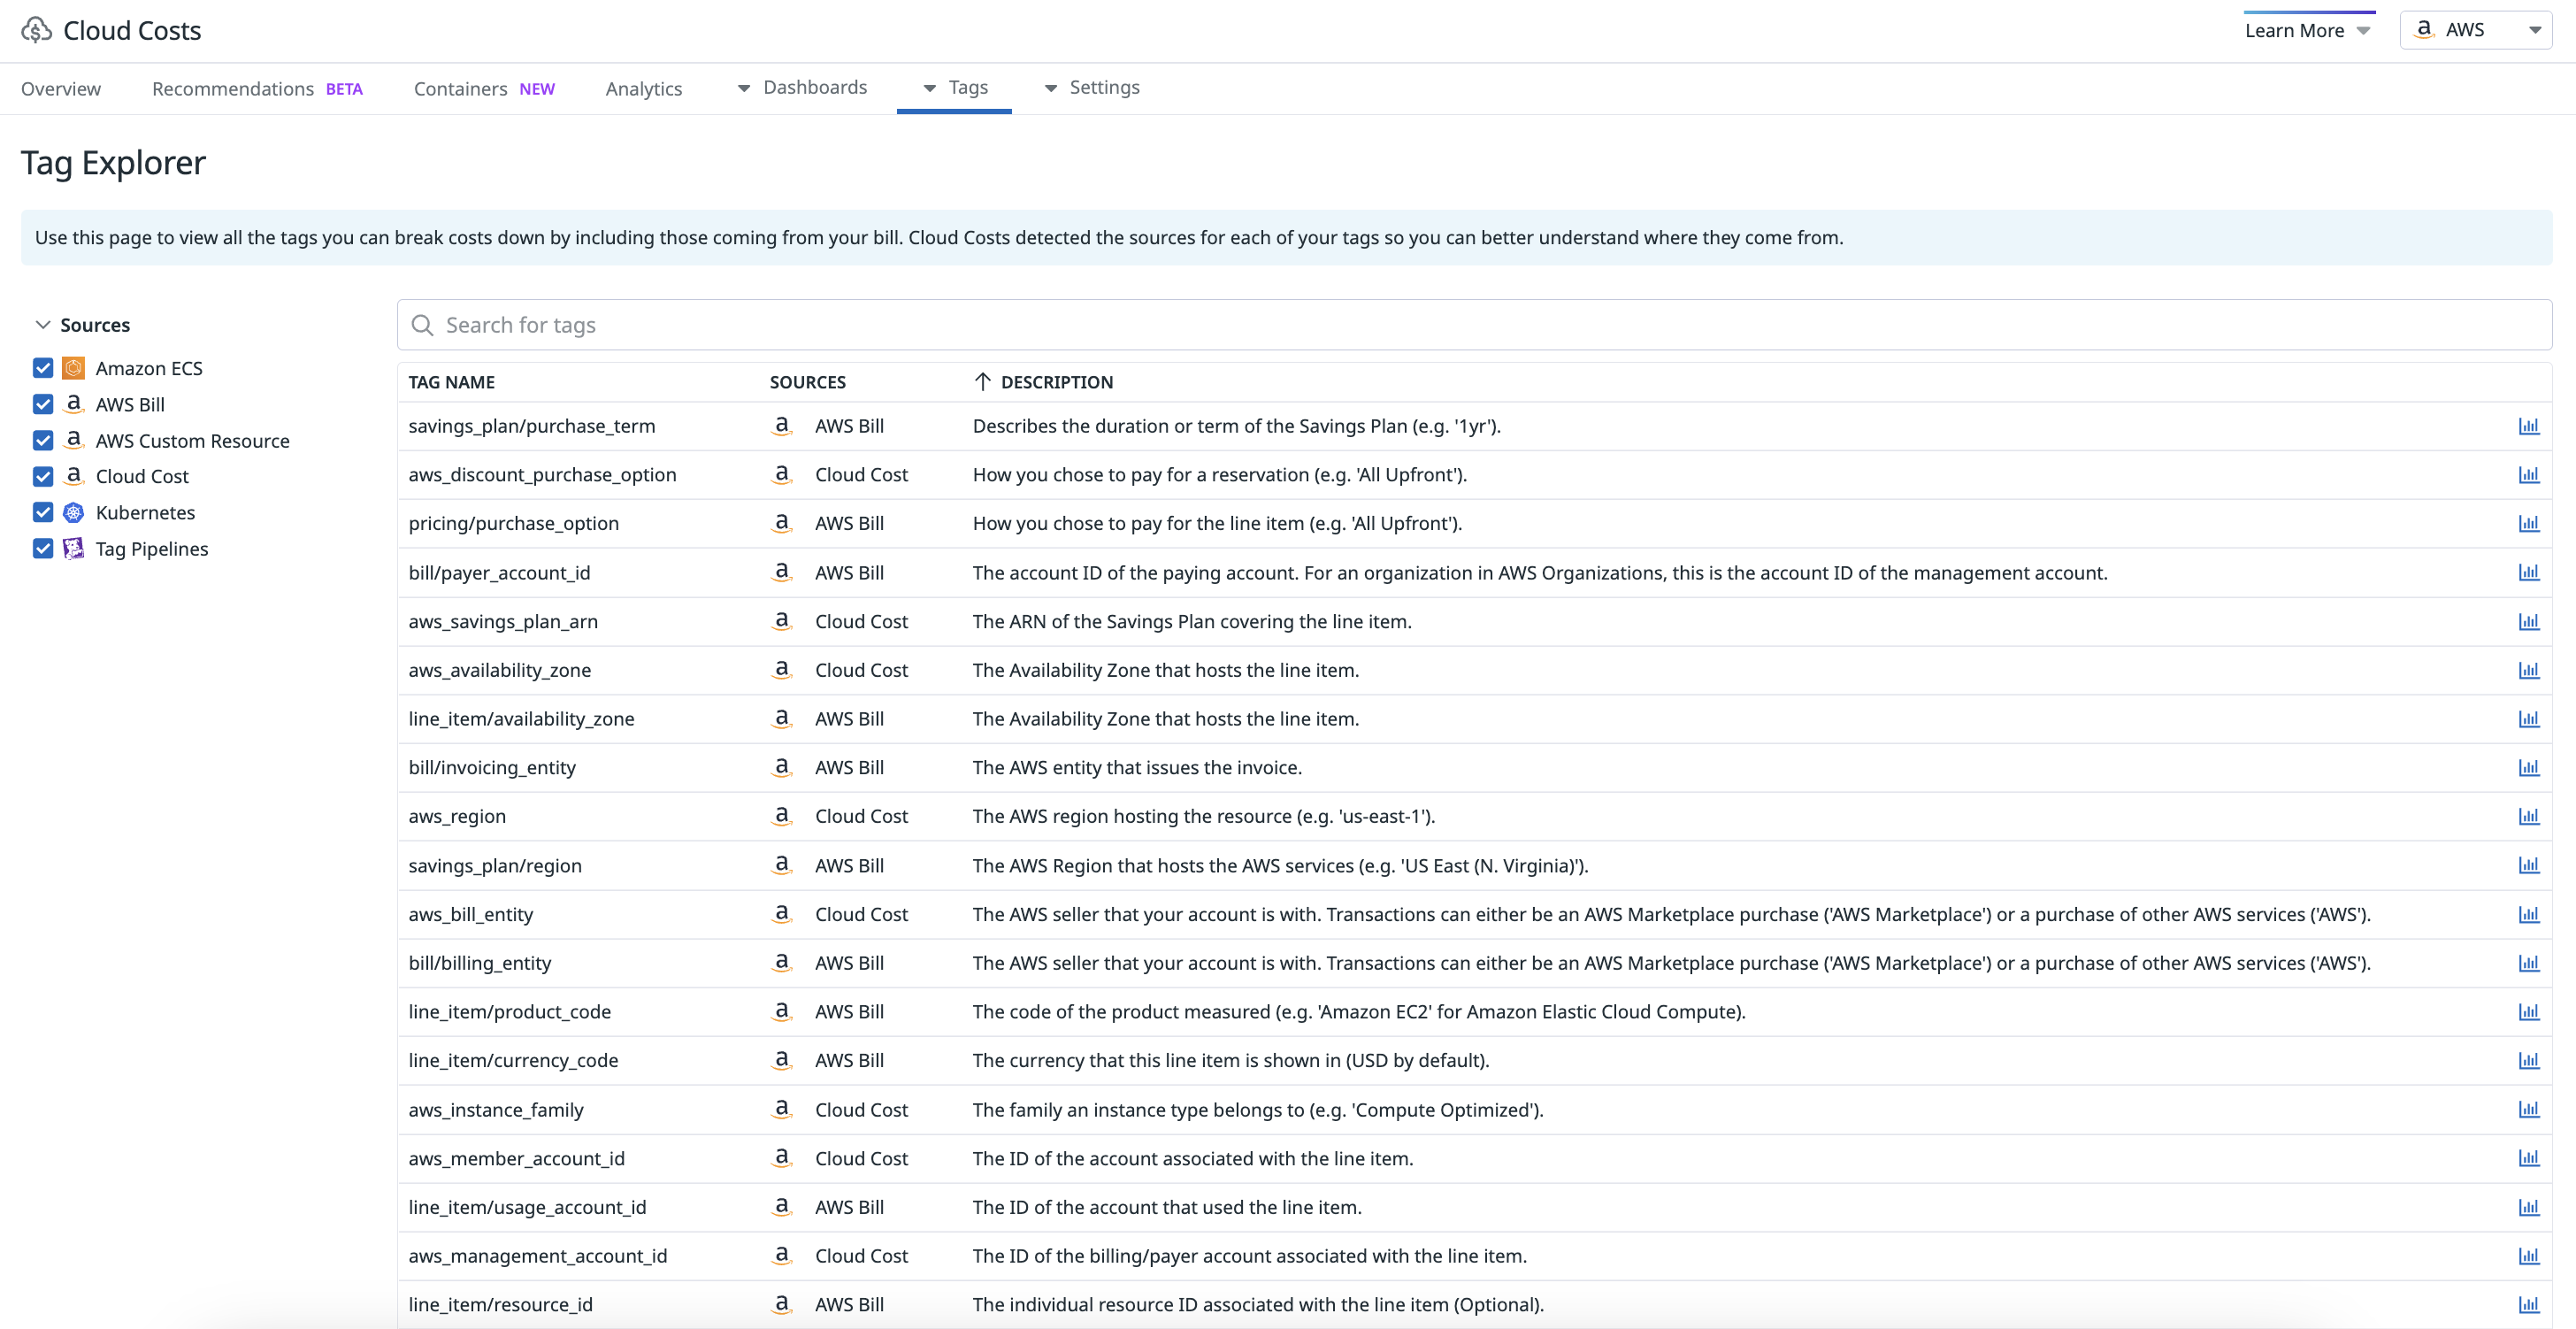 Cloud Costs
Learn More
AWS
Overview Recommendations BETA Containers NEW Analytics Dashboards Tags Settings
Tag Explorer
Use this page to view all the tags you can break costs down by including those coming from your bill. Cloud Costs detected the sources for each of your tags so you can better understand where they come from.
Sources
Amazon ECS
AWS Bill
AWS Custom Resource
Cloud Cost
Kubernetes
Tag Pipelines
Search for tags
TAG NAME SOURCES DESCRIPTION
savings_plan/purchase_term AWS Bill Describes the duration or term of the Savings Plan (e.g. '1yr').
aws_discount_purchase_option Cloud Cost How you chose to pay for a reservation (e.g. 'All Upfront').
pricing/purchase_option AWS Bill How you chose to pay for the line item (e.g. 'All Upfront').
bill/payer_account_id AWS Bill The account ID of the paying account. For an organization in AWS Organizations, this is the account ID of the management account.
aws_savings_plan_arn Cloud Cost The ARN of the Savings Plan covering the line item.
aws_availability_zone Cloud Cost The Availability Zone that hosts the line item.
line_item/availability_zone AWS Bill The Availability Zone that hosts the line item.
bill/invoicing_entity AWS Bill The AWS entity that issues the invoice.
aws_region Cloud Cost The AWS region hosting the resource (e.g. 'us-east-1').
savings_plan/region AWS Bill The AWS Region that hosts the AWS services (e.g. 'US East (N. Virginia)').
aws_bill_entity Cloud Cost The AWS seller that your account is with. Transactions can either be an AWS Marketplace purchase ('AWS Marketplace') or a purchase of other AWS services ('AWS').
bill/billing_entity AWS Bill The AWS seller that your account is with. Transactions can either be an AWS Marketplace purchase ('AWS Marketplace') or a purchase of other AWS services ('AWS').
line_item/product_code AWS Bill The code of the product measured (e.g. 'Amazon EC2' for Amazon Elastic Cloud Compute).
line_item/currency_code AWS Bill The currency that this line item is shown in (USD by default).
aws_instance_family Cloud Cost The family an instance type belongs to (e.g. 'Compute Optimized').
aws_member_account_id Cloud Cost The ID of the account associated with the line item.
line_item/usage_account_id AWS Bill The ID of the account that used the line item.
aws_management_account_id Cloud Cost The ID of the billing/payer account associated with the line item.
line_item/resource_id AWS Bill The individual resource ID associated with the line item (Optional).